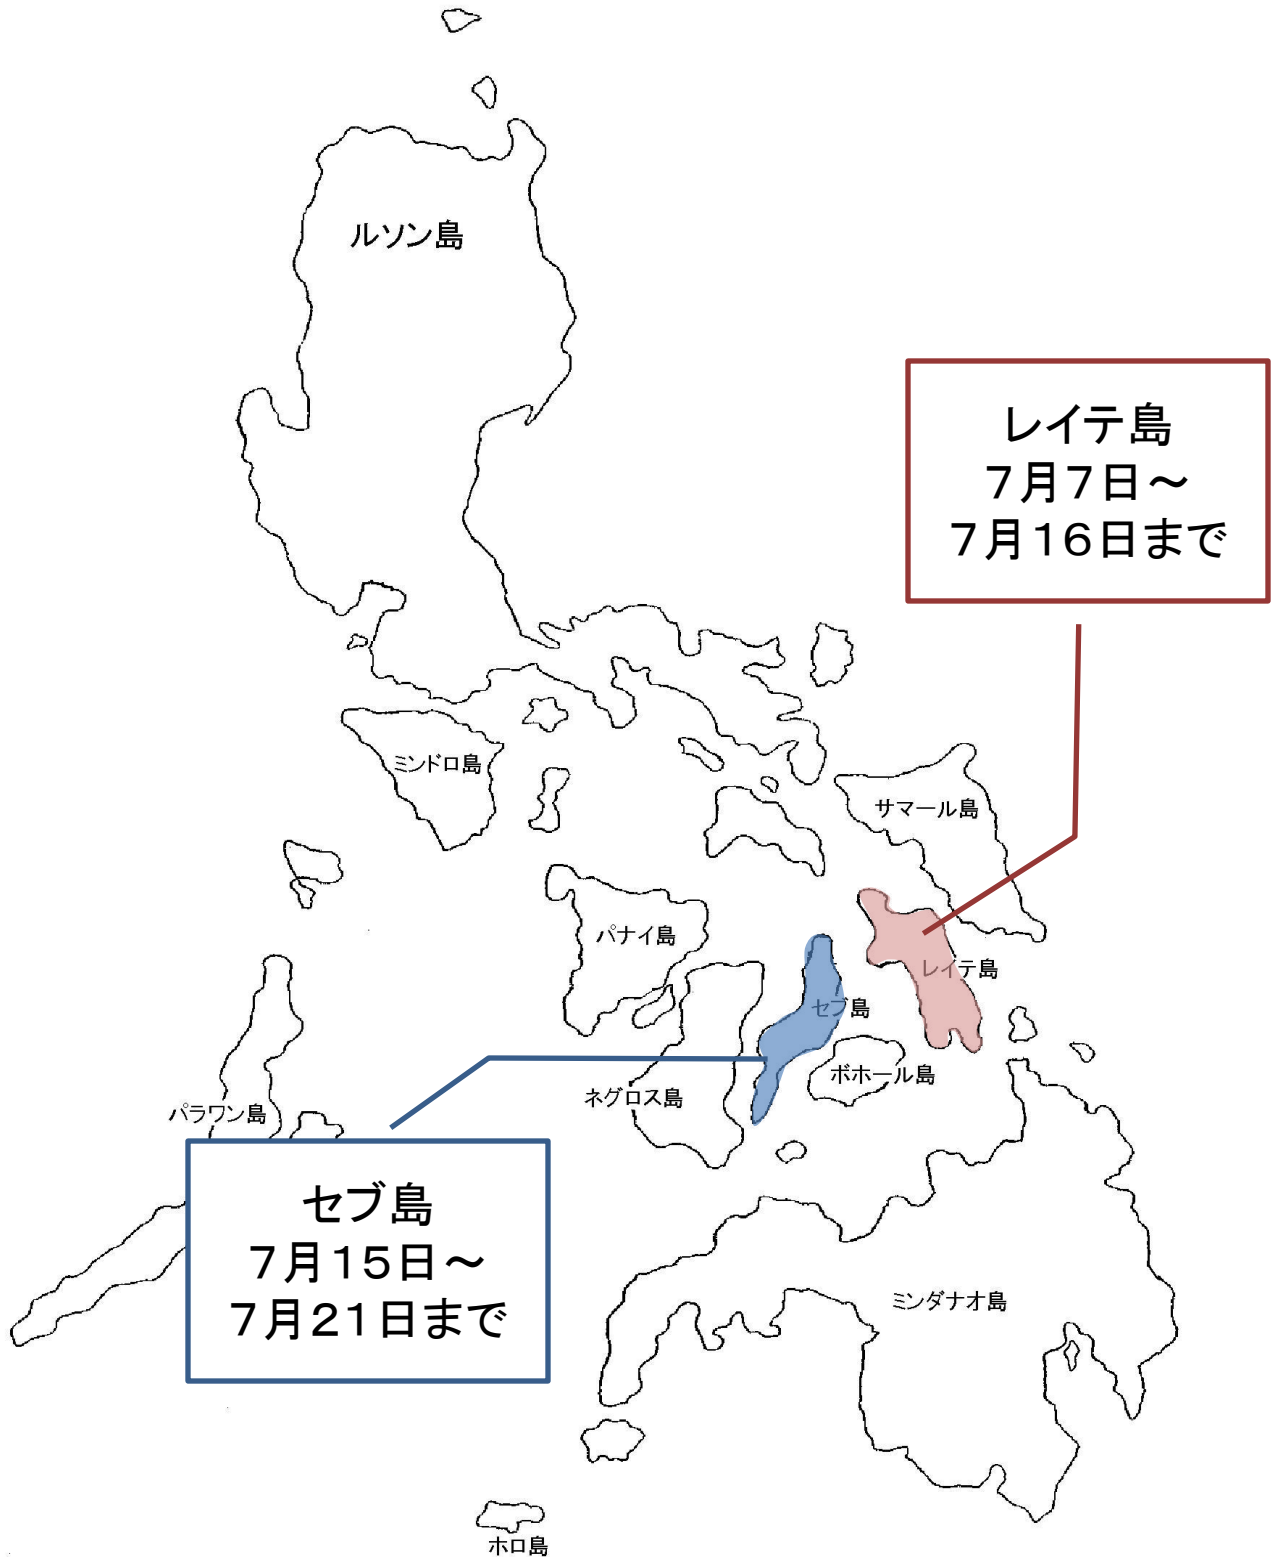 ルソン島
レイテ島
７月７日～
７月１６日まで
ミンドロ島
サマール島
パナイ島
レイテ島
セブ島
ボホール島
ネグロス島
パラワン島
セブ島
７月１５日～
７月２１日まで
ミンダナオ島
ホロ島